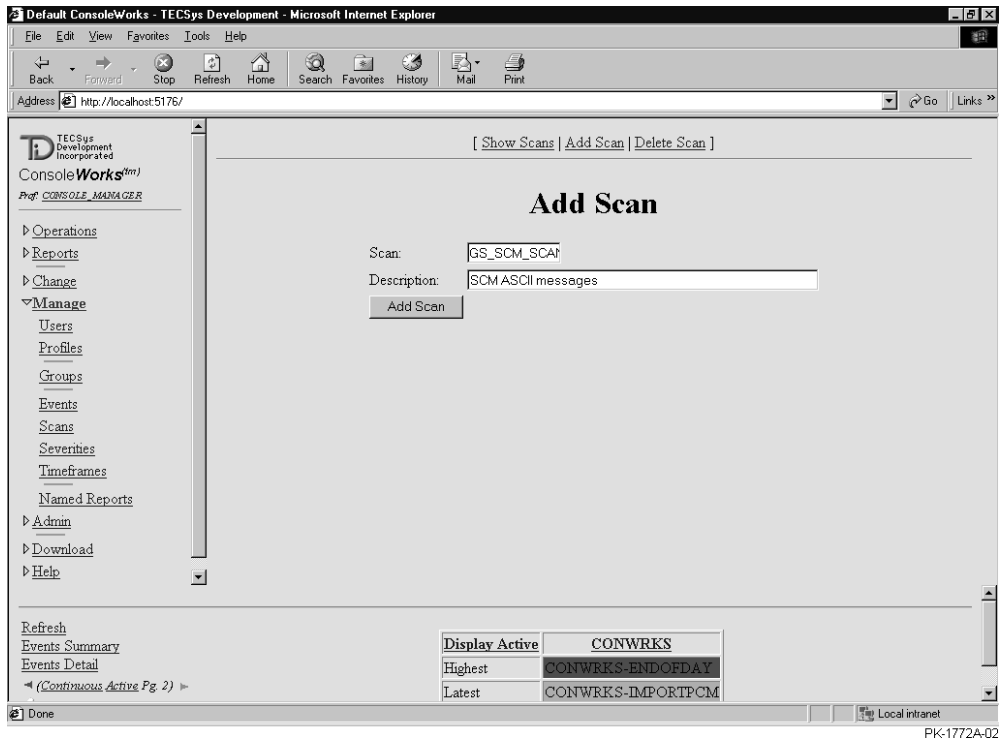 Default ConsoleWorks - TECSys Development - Microsoft Internet Explorer
File Edit View Favorites Tools Help
Back Forward Stop Refresh Home Search Favorites History Mail Print
Address http://localhost:5176/ Go Links »
TECSys
Development
Incorporated
ConsoleWorks(tm)
Prof: CONSOLE_MANAGER
Operations
Reports
Change
Manage
Users
Profiles
Groups
Events
Scans
Severities
Timeframes
Named Reports
Admin
Download
Help
[ Show Scans | Add Scan | Delete Scan ]
Add Scan
Scan: GS_SCM_SCAN
Description: SCM ASCII messages
Add Scan
Refresh
Events Summary
Events Detail
(Continuous Active Pg. 2)
Display Active CONWRKS
Highest CONWRKS-ENDOFDAY
Latest CONWRKS-IMPORTPCM
Done Local intranet
PK-1772A-02